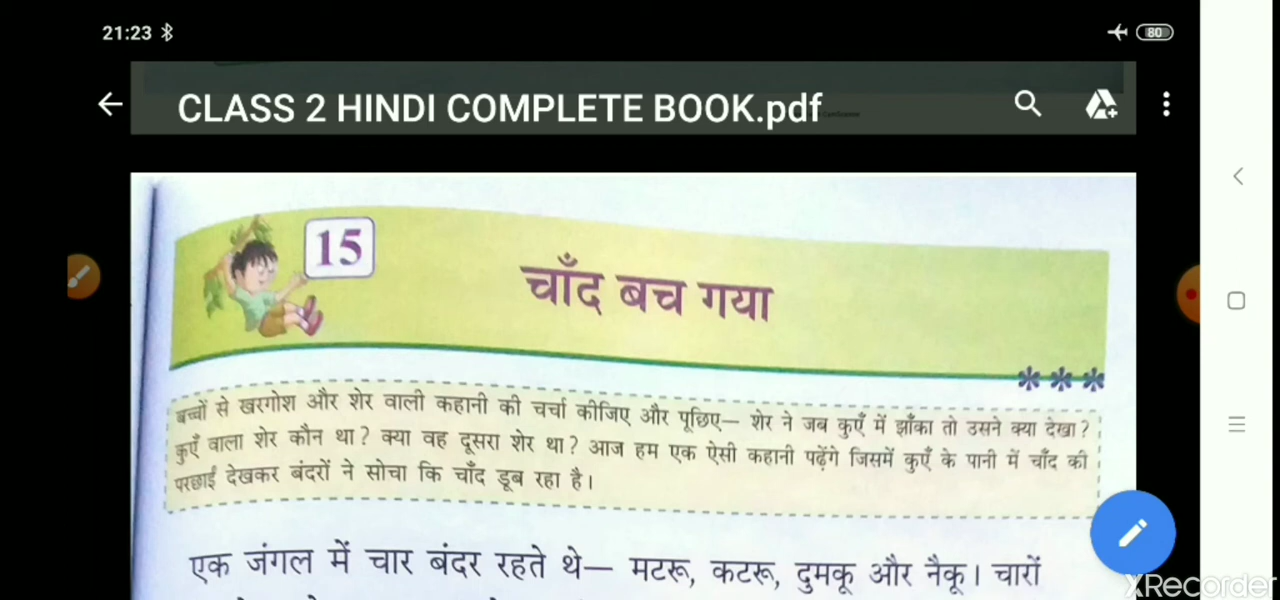 21:23
80
CLASS 2 HINDI COMPLETE BOOK.pdf
15
चाँद बच गया
***
बच्चों से खरगोश और शेर वाली कहानी की चर्चा कीजिए और पूछिए— शेर ने जब कुएँ में झाँका तो उसने क्या देखा?
कुएँ वाला शेर कौन था? क्या वह दूसरा शेर था? आज हम एक ऐसी कहानी पढ़ेंगे जिसमें कुएँ के पानी में चाँद की
परछाईं देखकर बंदरों ने सोचा कि चाँद डूब रहा है।
एक जंगल में चार बंदर रहते थे— मटरू, कटरू, दुमकू और नैकू। चारों
XRecorder